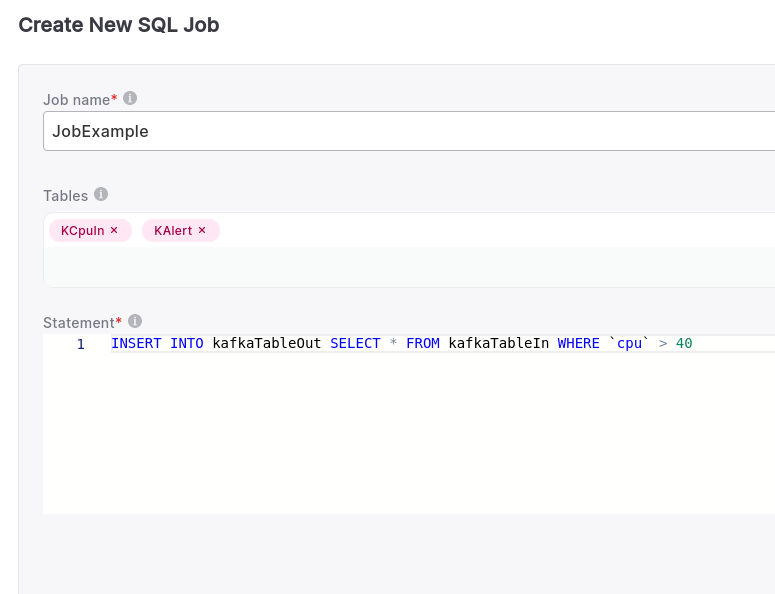 Create New SQL Job
Job name*
JobExample
Tables
KCpuIn × KAlert ×
Statement*
1 INSERT INTO kafkaTableOut SELECT * FROM kafkaTableIn WHERE `cpu` > 40